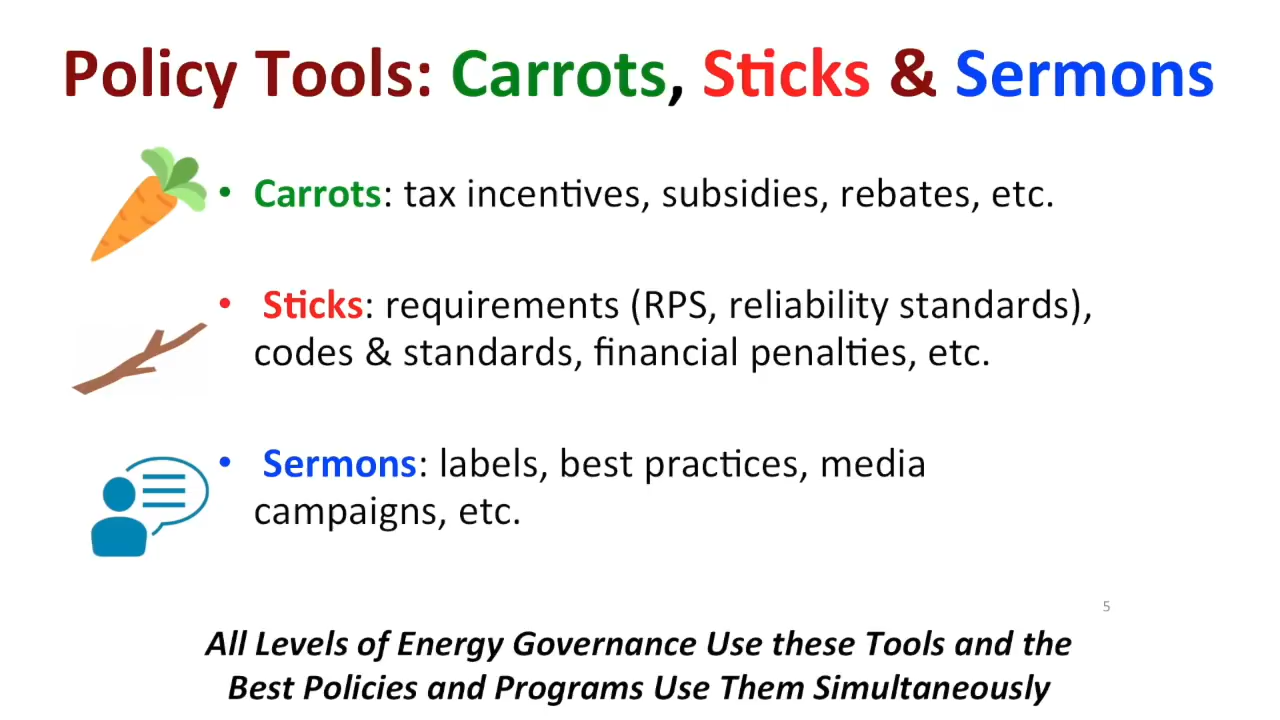 Policy Tools: Carrots, Sticks & Sermons
• Carrots: tax incentives, subsidies, rebates, etc.
• Sticks: requirements (RPS, reliability standards),
codes & standards, financial penalties, etc.
• Sermons: labels, best practices, media
campaigns, etc.
5
All Levels of Energy Governance Use these Tools and the
Best Policies and Programs Use Them Simultaneously